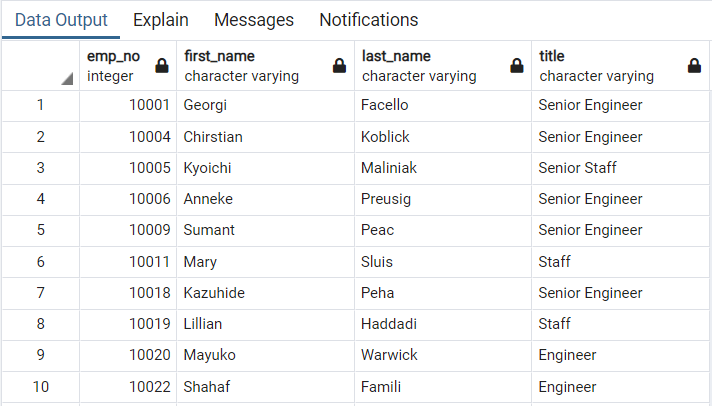 Data Output Explain Messages Notifications
emp_no first_name last_name title
integer character varying character varying character varying
1 10001 Georgi Facello Senior Engineer
2 10004 Chirstian Koblick Senior Engineer
3 10005 Kyoichi Maliniak Senior Staff
4 10006 Anneke Preusig Senior Engineer
5 10009 Sumant Peac Senior Engineer
6 10011 Mary Sluis Staff
7 10018 Kazuhide Peha Senior Engineer
8 10019 Lillian Haddadi Staff
9 10020 Mayuko Warwick Engineer
10 10022 Shahaf Famili Engineer